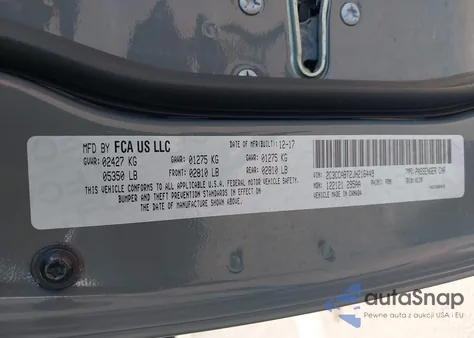 MFD BY FCA US LLC
DATE OF MFR(BUILT): 12-17
GVWR: 02427 KG
GAWR: 01275 KG
GAWR: 01275 KG
05350 LB
02810 LB
02810 LB
THIS VEHICLE CONFORMS TO ALL APPLICABLE U.S.A. FEDERAL MOTOR VEHICLE SAFETY,
BUMPER AND THEFT PREVENTION STANDARDS IN EFFECT ON
THE DATE OF MANUFACTURE SHOWN ABOVE.
TYPE: PASSENGER CAR
MADE IN CANADA
autoSnap
Pewne auta z aukcji USA i EU